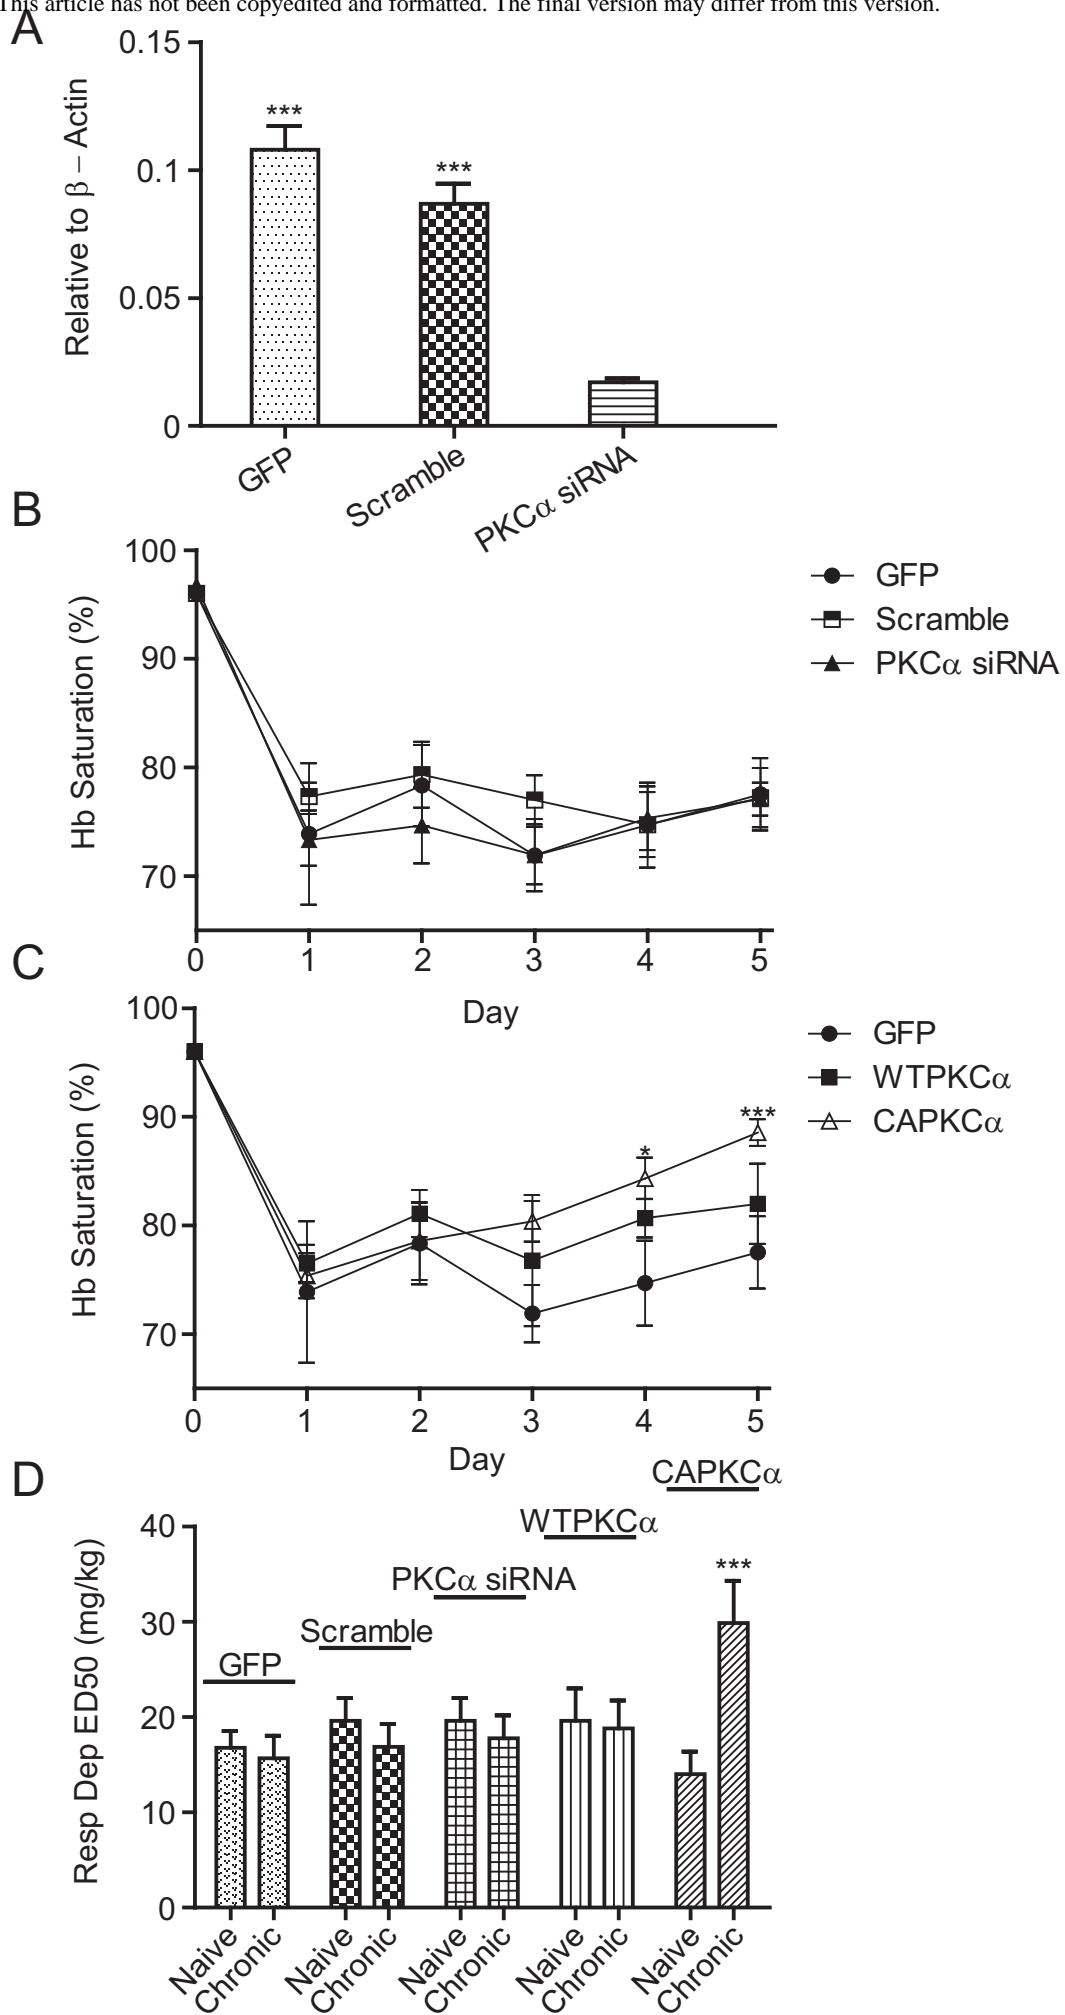 This article has not been copyedited and formatted. The final version may differ from this version.
A
0.15
0.1
0.05
0
Relative to β – Actin
***
***
GFP
Scramble
PKCα siRNA
B
100
90
80
70
Hb Saturation (%)
0 1 2 3 4 5
Day
GFP
Scramble
PKCα siRNA
C
100
90
80
70
Hb Saturation (%)
*
***
0 1 2 3 4 5
Day
GFP
WTPKCα
CAPKCα
D
40
30
20
10
0
Resp Dep ED50 (mg/kg)
GFP
Scramble
PKCα siRNA
WTPKCα
CAPKCα
***
Naive Chronic Naive Chronic Naive Chronic Naive Chronic Naive Chronic